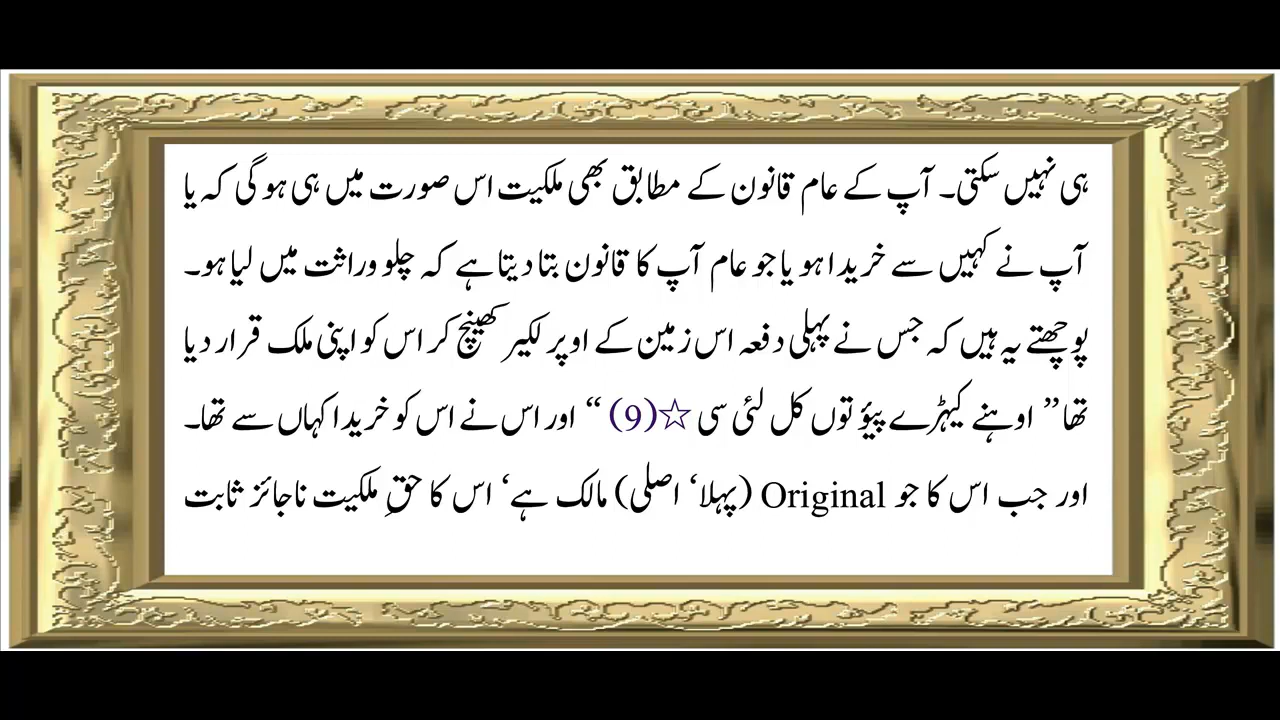 ہی نہیں سکتی۔ آپ کے عام قانون کے مطابق بھی ملکیت اس صورت میں ہی ہو گی کہ یا
آپ نے کہیں سے خریدا ہو یا جو عام آپ کا قانون بتا دیتا ہے کہ چلو وراثت میں لیا ہو۔
پوچھتے یہ ہیں کہ جس نے پہلی دفعہ اس زمین کے اوپر لکیر کھینچ کر اس کو اپنی ملک قرار دیا
تھا ”اوہنے کیہڑے پیؤ توں کل لئی سی ☆(9)“ اور اس نے اس کو خریدا کہاں سے تھا۔
اور جب اس کا جو Original (پہلا‘ اصلی) مالک ہے‘ اس کا حقِ ملکیت ناجائز ثابت